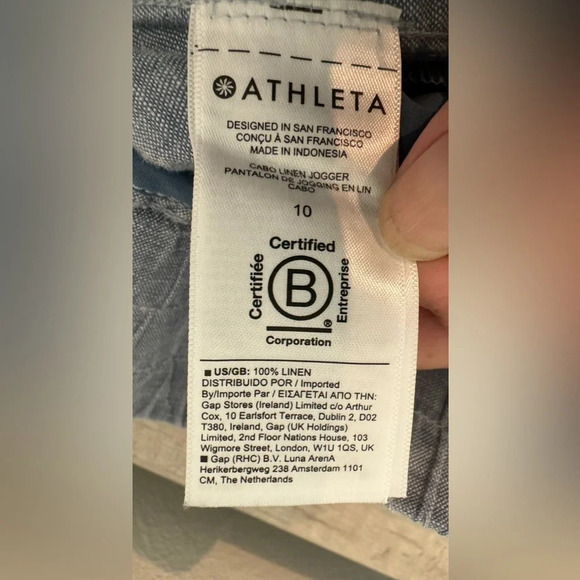 ATHLETA
DESIGNED IN SAN FRANCISCO
CONÇU À SAN FRANCISCO
MADE IN INDONESIA
CABO LINEN JOGGER
PANTALON DE JOGGING EN LIN
CABO
10
Certified
Certifiée
B
Entreprise
®
Corporation
■ US/GB: 100% LINEN
DISTRIBUIDO POR / Imported
By/Importe Par / ΕΙΣΑΓΕΤΑΙ ΑΠΟ ΤΗΝ:
Gap Stores (Ireland) Limited c/o Arthur
Cox, 10 Earlsfort Terrace, Dublin 2, D02
T380, Ireland, Gap (UK Holdings)
Limited, 2nd Floor Nations House, 103
Wigmore Street, London, W1U 1QS, UK
■ Gap (RHC) B.V. Luna ArenA
Herikerbergweg 238 Amsterdam 1101
CM, The Netherlands